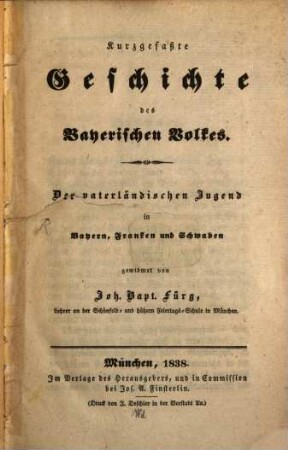 Kurzgefaßte
Geschichte
des
Bayerischen Volkes.
Der vaterländischen Jugend
in
Bayern, Franken und Schwaben
gewidmet von
Joh. Bapt. Fürg,
Lehrer an der Schönfeld- und höhern Feiertags-Schule in München.
München, 1838.
Im Verlage des Herausgebers, und in Commission
bei Jos. A. Finsterlin.
(Druck von J. Deschler in der Vorstadt Au.)